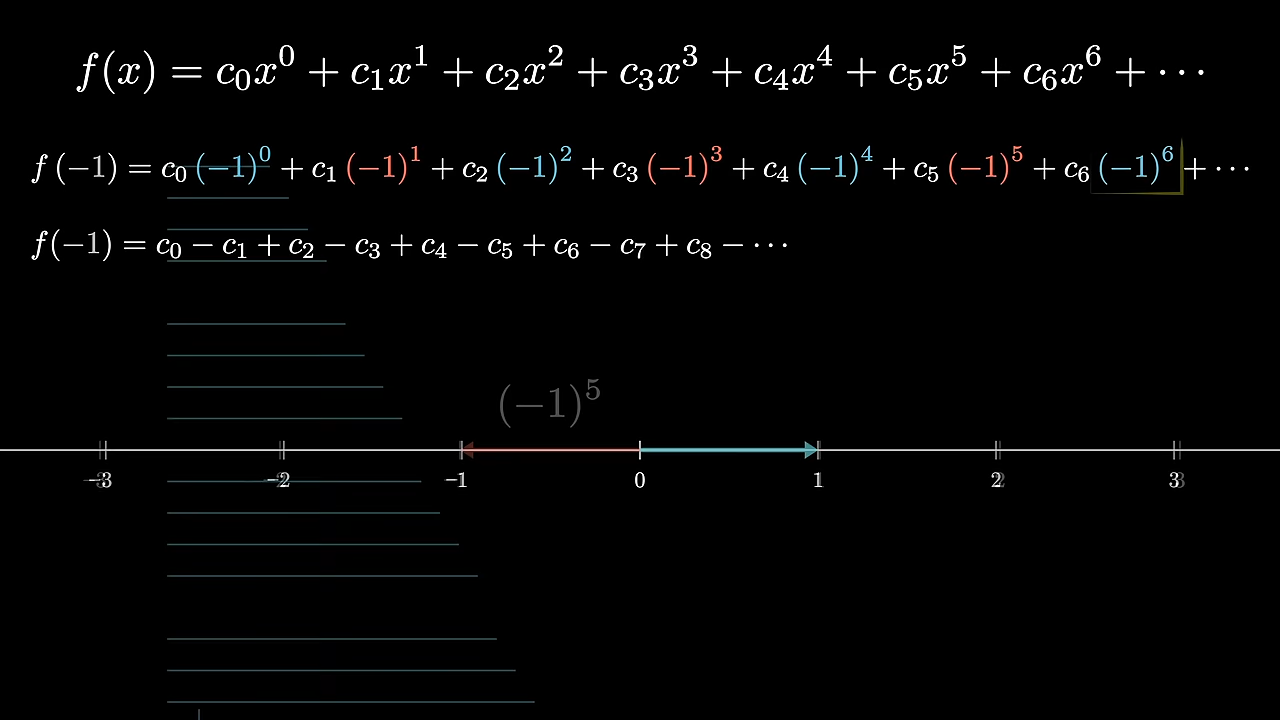 f(x) = c₀x⁰ + c₁x¹ + c₂x² + c₃x³ + c₄x⁴ + c₅x⁵ + c₆x⁶ + ⋯
f(−1) = c₀(−1)⁰ + c₁(−1)¹ + c₂(−1)² + c₃(−1)³ + c₄(−1)⁴ + c₅(−1)⁵ + c₆(−1)⁶ + ⋯
f(−1) = c₀ − c₁ + c₂ − c₃ + c₄ − c₅ + c₆ − c₇ + c₈ − ⋯
(−1)⁵
−3 −2 −1 0 1 2 3